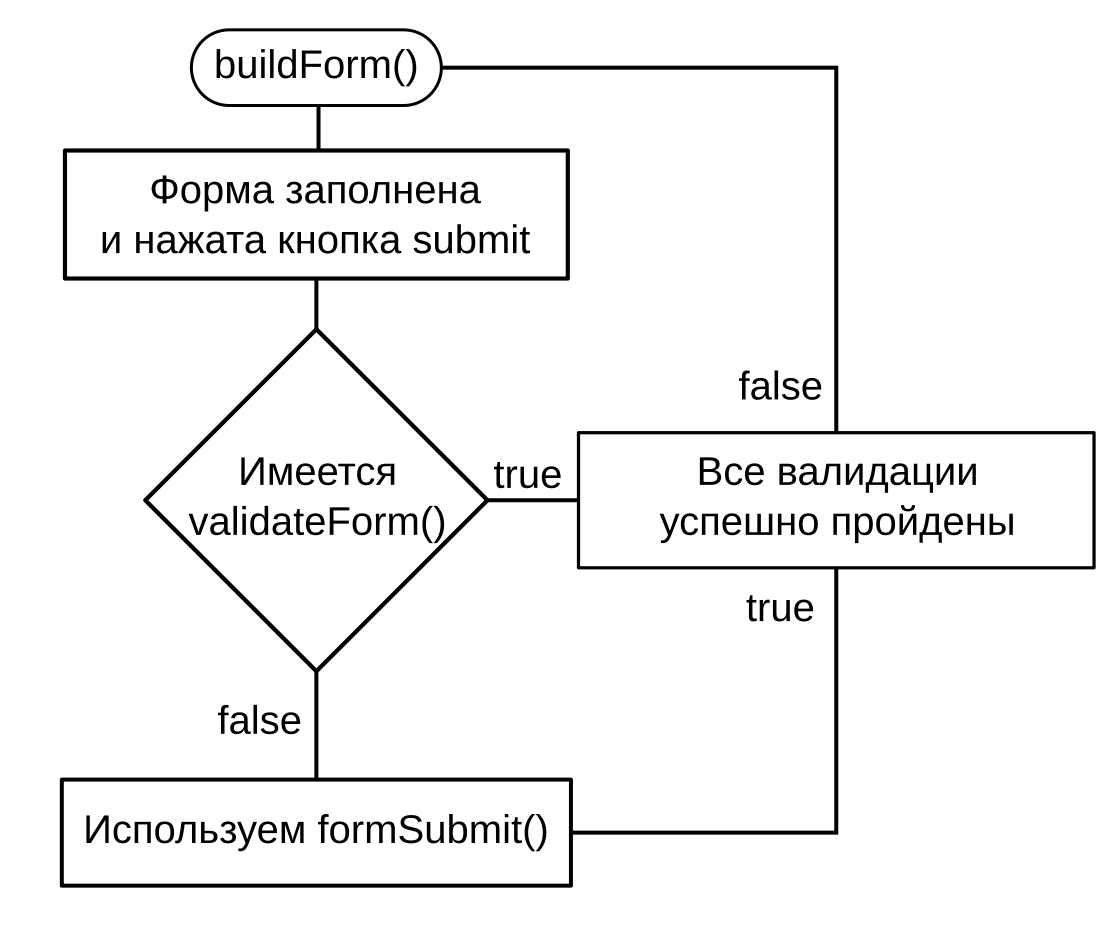 buildForm()
Форма заполнена
и нажата кнопка submit
false
Имеется
validateForm()
true
Все валидации
успешно пройдены
true
false
Используем formSubmit()